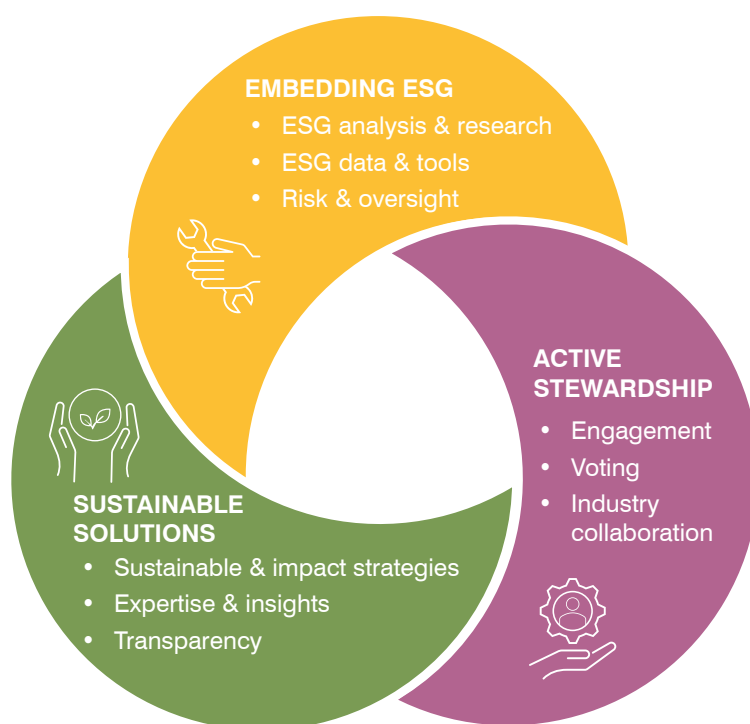 EMBEDDING ESG
• ESG analysis & research
• ESG data & tools
• Risk & oversight
ACTIVE
STEWARDSHIP
• Engagement
• Voting
• Industry
collaboration
SUSTAINABLE
SOLUTIONS
• Sustainable & impact strategies
• Expertise & insights
• Transparency